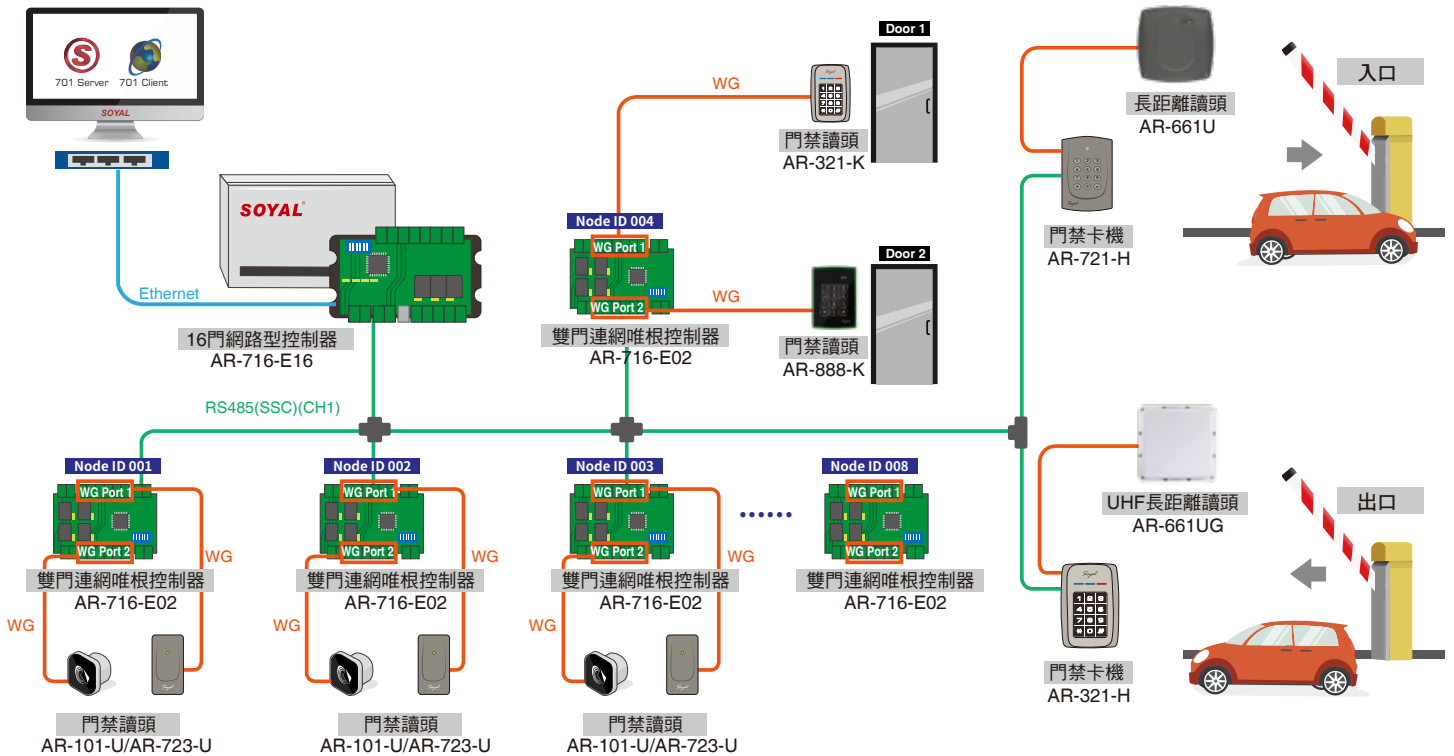 701 Server
701 Client
SOYAL
SOYAL
Ethernet
16門網路型控制器
AR-716-E16
RS485(SSC)(CH1)
Node ID 004
WG Port 1
WG Port 2
雙門連網唯根控制器
AR-716-E02
WG
門禁讀頭
AR-321-K
Door 1
WG
門禁讀頭
AR-888-K
Door 2
長距離讀頭
AR-661U
門禁卡機
AR-721-H
入口
Node ID 001
WG Port 1
WG Port 2
WG
雙門連網唯根控制器
AR-716-E02
WG
門禁讀頭
AR-101-U/AR-723-U
Node ID 002
WG Port 1
WG Port 2
WG
雙門連網唯根控制器
AR-716-E02
WG
門禁讀頭
AR-101-U/AR-723-U
Node ID 003
WG Port 1
WG Port 2
WG
雙門連網唯根控制器
AR-716-E02
WG
門禁讀頭
AR-101-U/AR-723-U
......
Node ID 008
WG Port 1
WG Port 2
雙門連網唯根控制器
AR-716-E02
UHF長距離讀頭
AR-661UG
門禁卡機
AR-321-H
出口